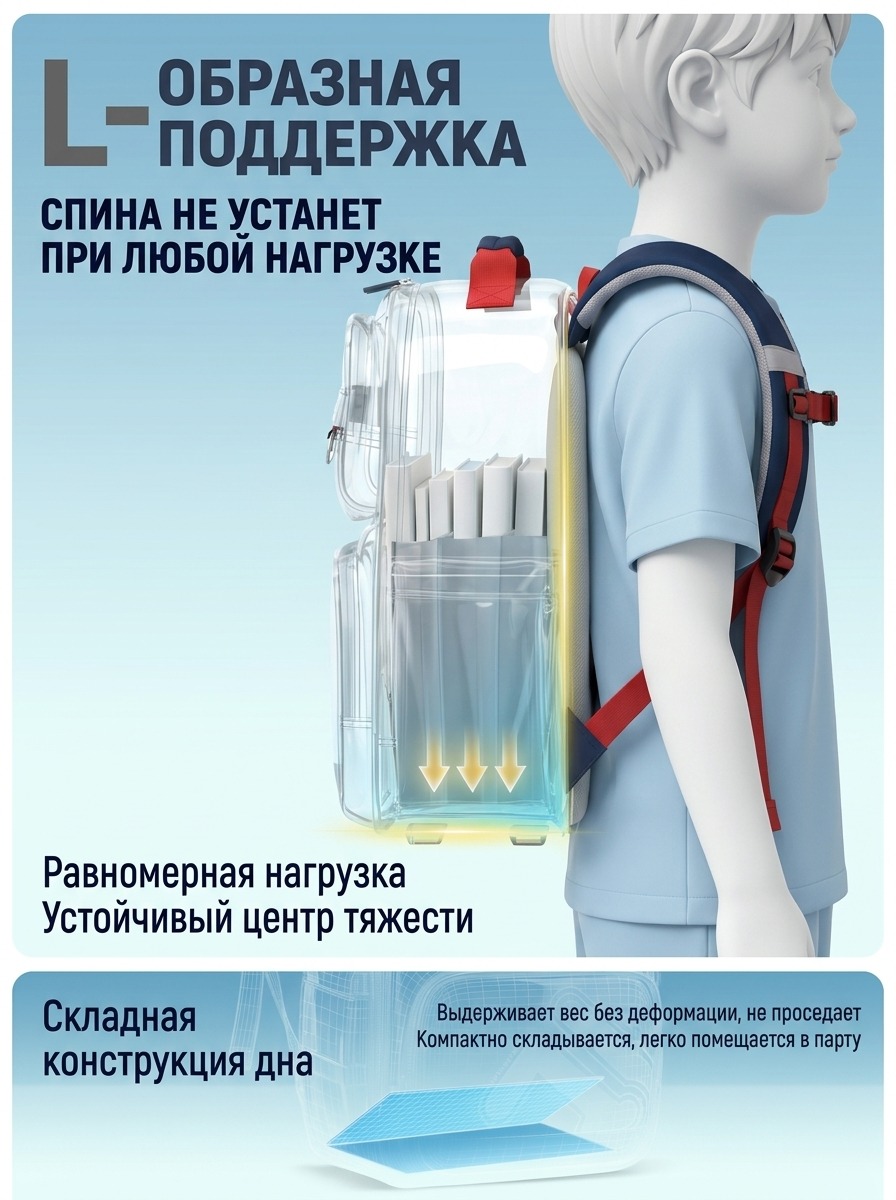 L-ОБРАЗНАЯ
ПОДДЕРЖКА
СПИНА НЕ УСТАНЕТ
ПРИ ЛЮБОЙ НАГРУЗКЕ
Равномерная нагрузка
Устойчивый центр тяжести
Складная
конструкция дна
Выдерживает вес без деформации, не проседает
Компактно складывается, легко помещается в парту